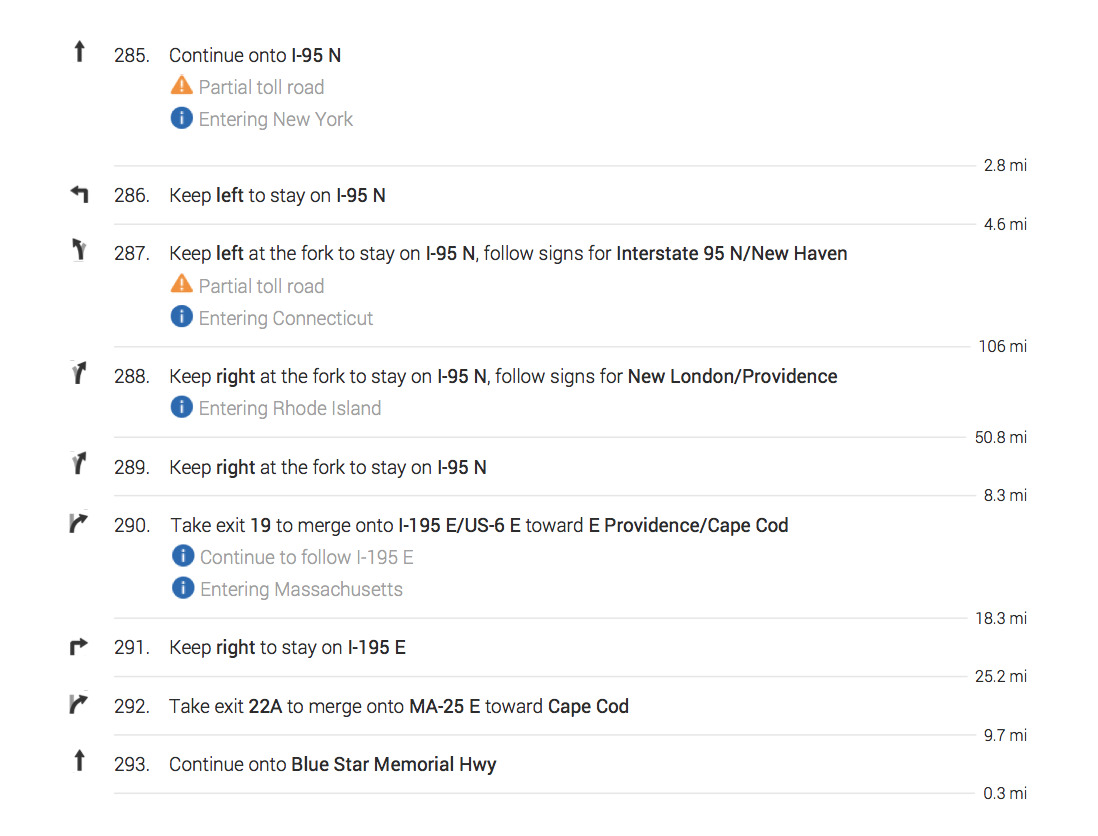 285. Continue onto I-95 N
Partial toll road
Entering New York
2.8 mi
286. Keep left to stay on I-95 N
4.6 mi
287. Keep left at the fork to stay on I-95 N, follow signs for Interstate 95 N/New Haven
Partial toll road
Entering Connecticut
106 mi
288. Keep right at the fork to stay on I-95 N, follow signs for New London/Providence
Entering Rhode Island
50.8 mi
289. Keep right at the fork to stay on I-95 N
8.3 mi
290. Take exit 19 to merge onto I-195 E/US-6 E toward E Providence/Cape Cod
Continue to follow I-195 E
Entering Massachusetts
18.3 mi
291. Keep right to stay on I-195 E
25.2 mi
292. Take exit 22A to merge onto MA-25 E toward Cape Cod
9.7 mi
293. Continue onto Blue Star Memorial Hwy
0.3 mi